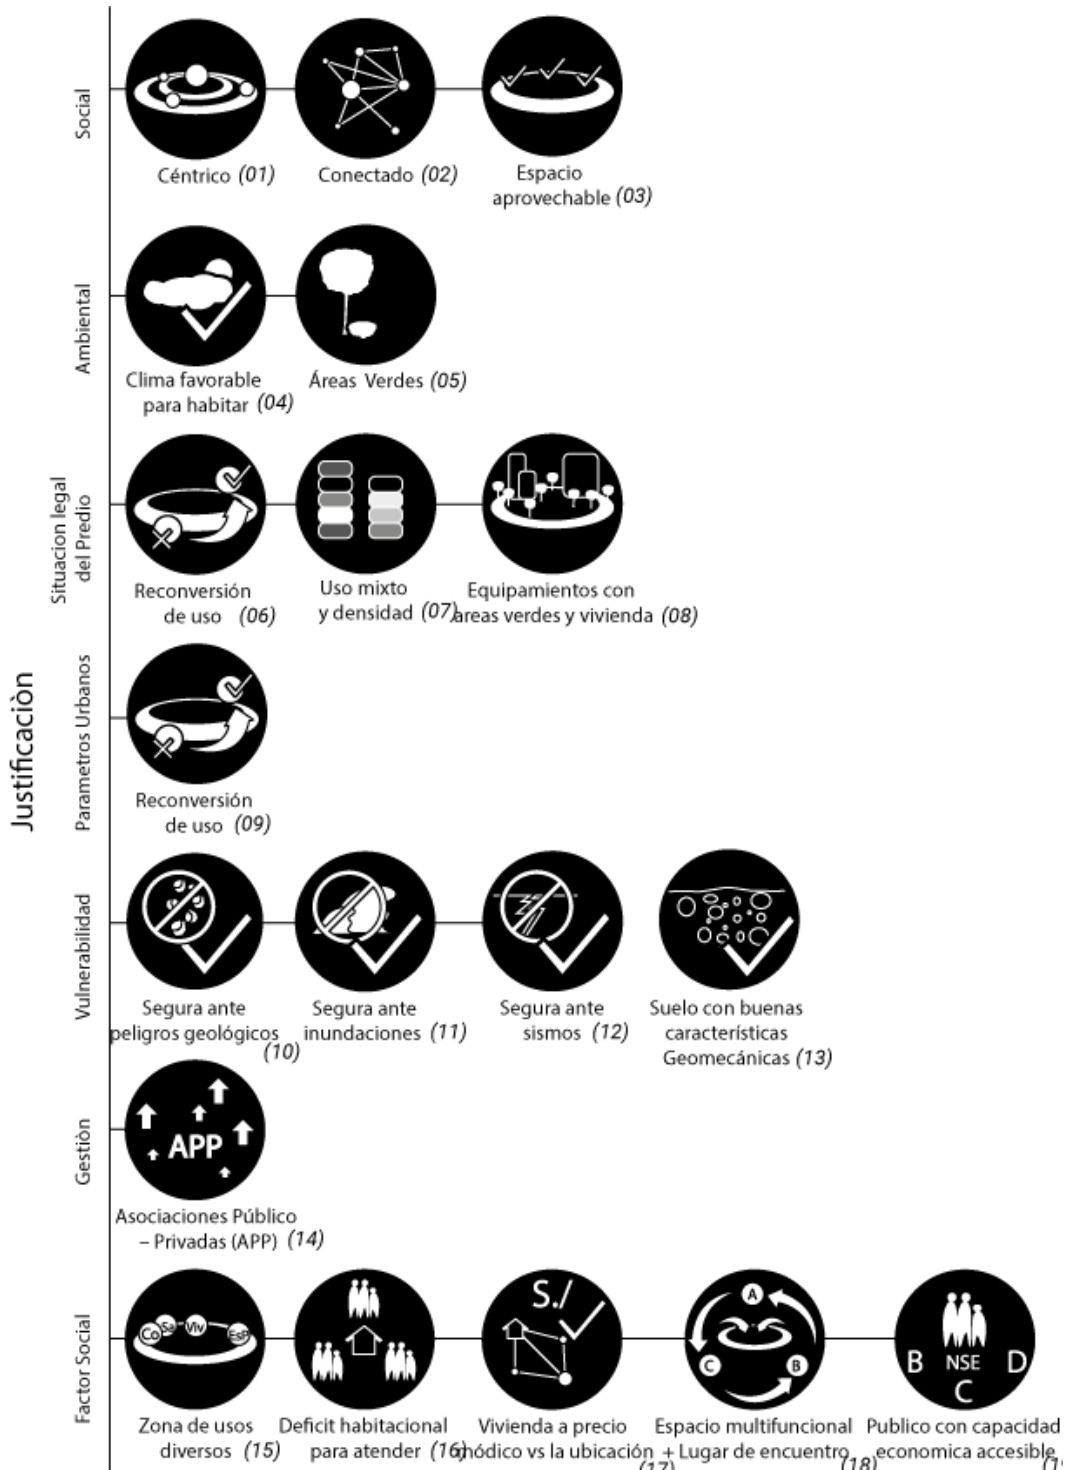 Justificaciòn
Social
Céntrico (01)
Conectado (02)
Espacio
aprovechable (03)
Ambiental
Clima favorable
para habitar (04)
Áreas Verdes (05)
Situacion legal
del Predio
Reconversión
de uso (06)
Uso mixto
y densidad (07)
Equipamientos con
areas verdes y vivienda (08)
Parametros Urbanos
Reconversión
de uso (09)
Vulnerabilidad
Segura ante
peligros geológicos
(10)
Segura ante
inundaciones (11)
Segura ante
sismos (12)
Suelo con buenas
características
Geomecánicas (13)
Gestiòn
APP
Asociaciones Público
– Privadas (APP) (14)
Factor Social
Co Sa Viv EsP
Zona de usos
diversos (15)
Deficit habitacional
para atender (16)
S./
Vivienda a precio
módico vs la ubicación
(17)
A
C B
Espacio multifuncional
+ Lugar de encuentro
(18)
B NSE D
C
Publico con capacidad
economica accesible